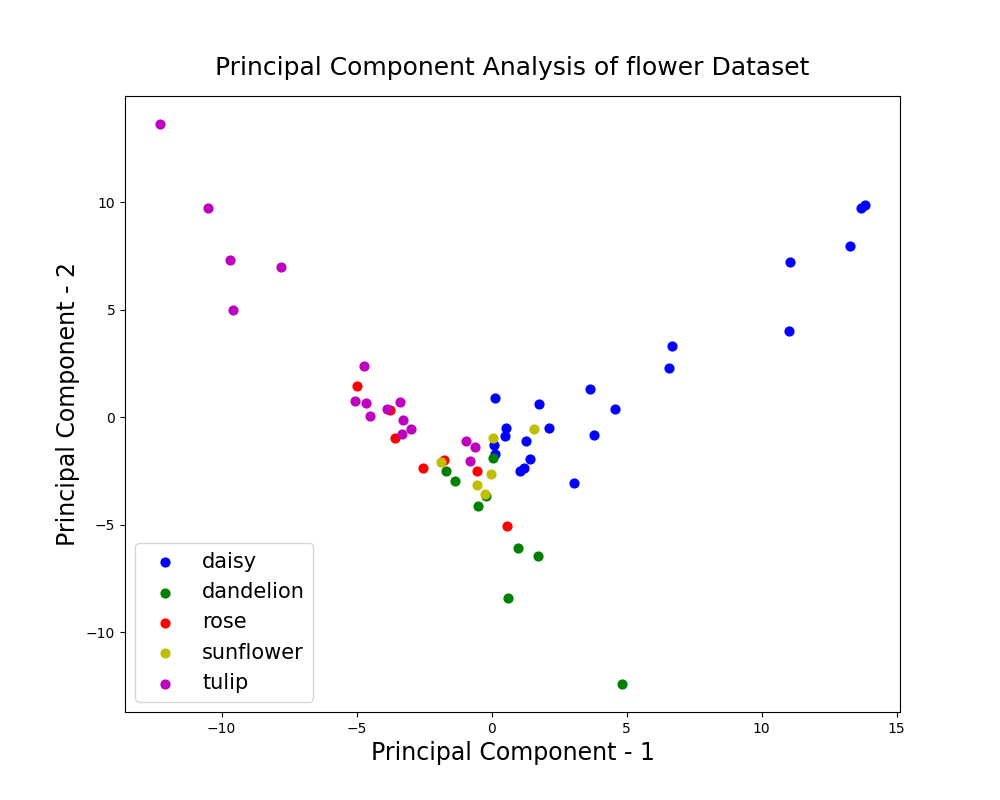 Principal Component Analysis of flower Dataset
Principal Component - 2
10
5
0
−5
−10
daisy
dandelion
rose
sunflower
tulip
−10 −5 0 5 10 15
Principal Component - 1